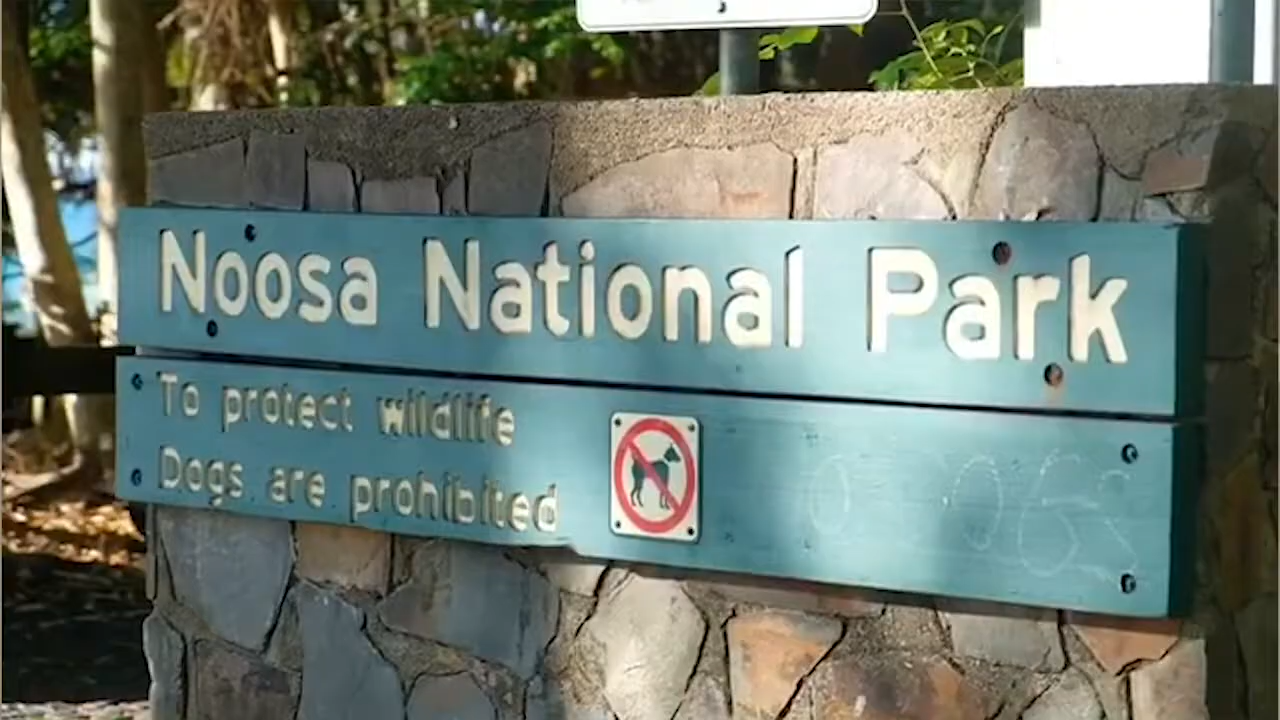 Noosa National Park
To protect wildlife
Dogs are prohibited